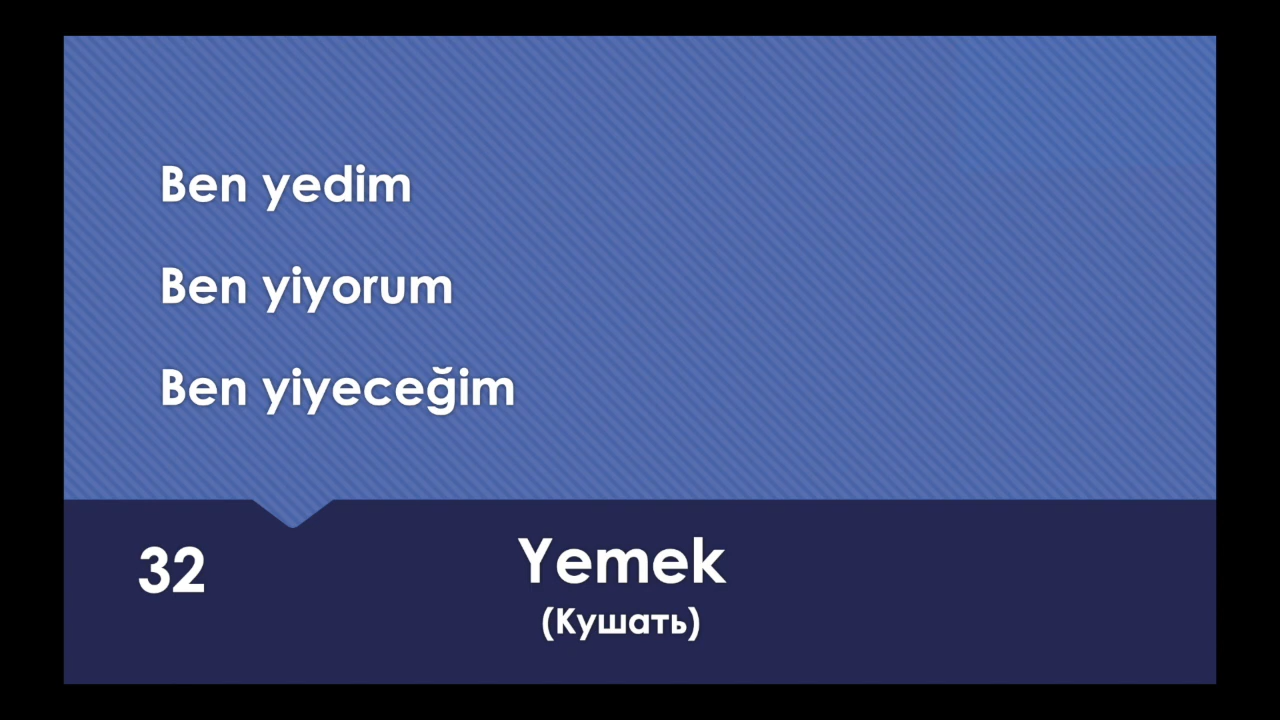 Ben yedim
Ben yiyorum
Ben yiyeceğim
32
Yemek
(Кушать)